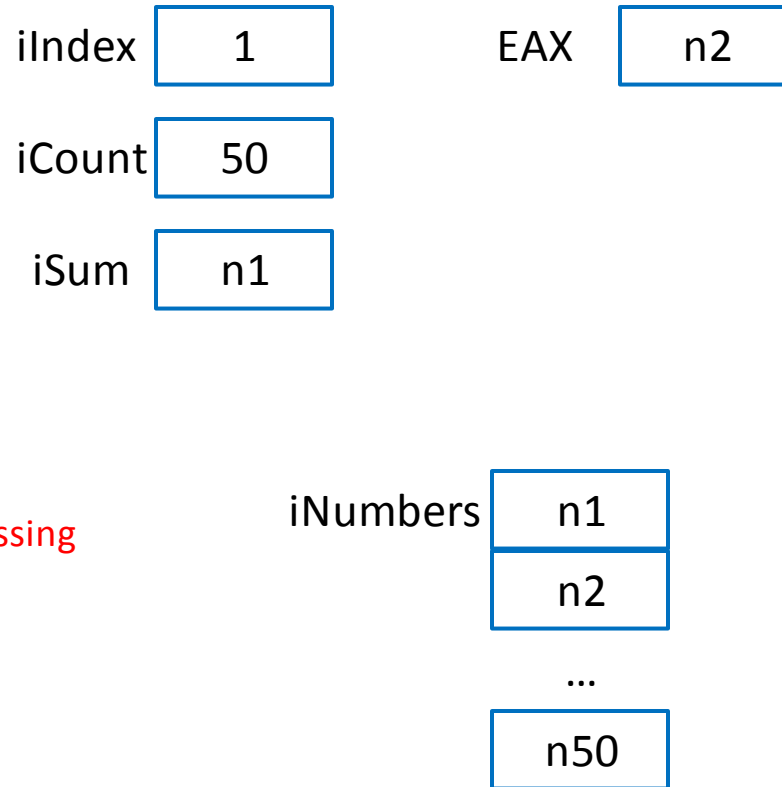 iIndex 1 EAX n2
iCount 50
iSum n1
ssing
iNumbers n1
n2
...
n50